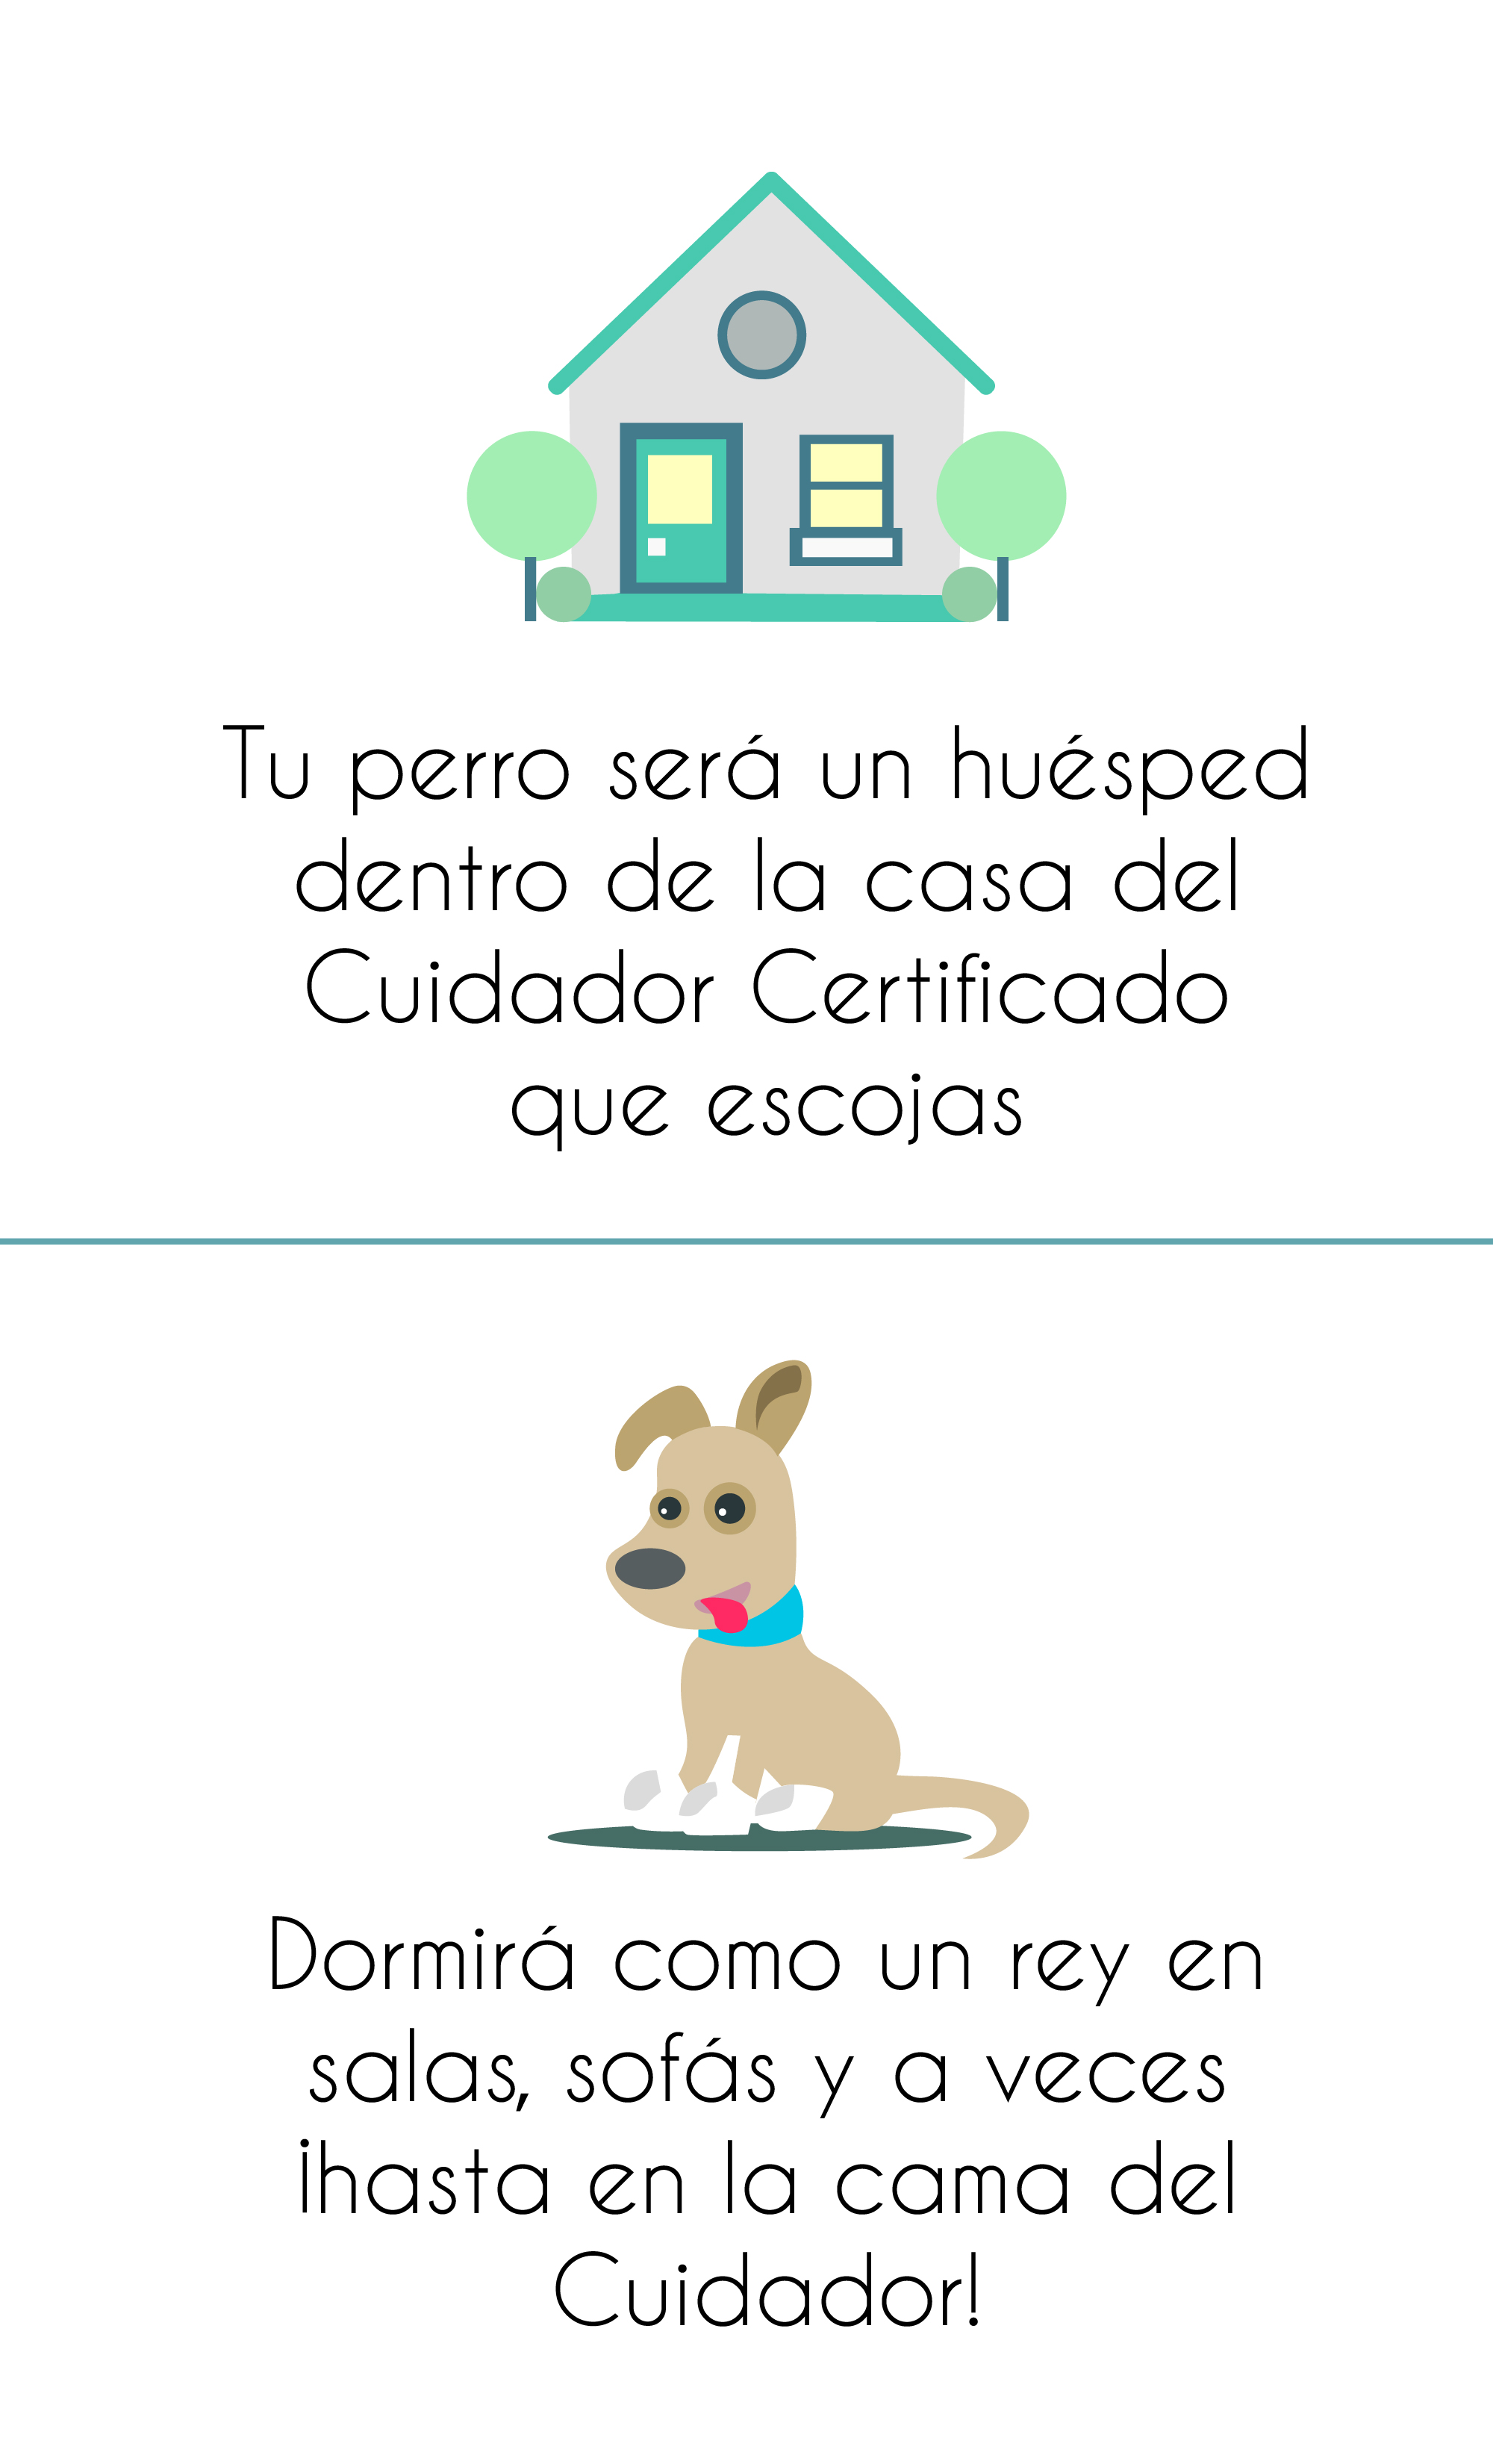 Tu perro será un huésped
dentro de la casa del
Cuidador Certificado
que escojas
Dormirá como un rey en
salas, sofás y a veces
¡hasta en la cama del
Cuidador!